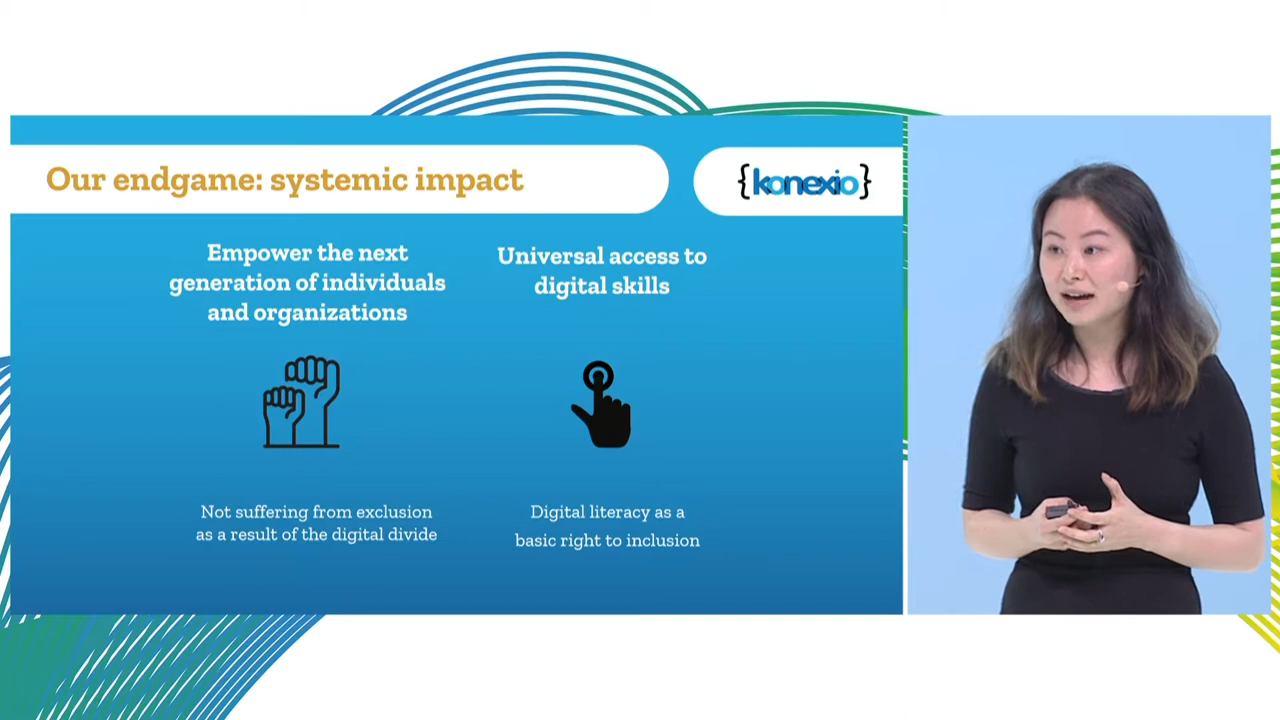 Our endgame: systemic impact
{konexio}
Empower the next
generation of individuals
and organizations
Universal access to
digital skills
Not suffering from exclusion
as a result of the digital divide
Digital literacy as a
basic right to inclusion